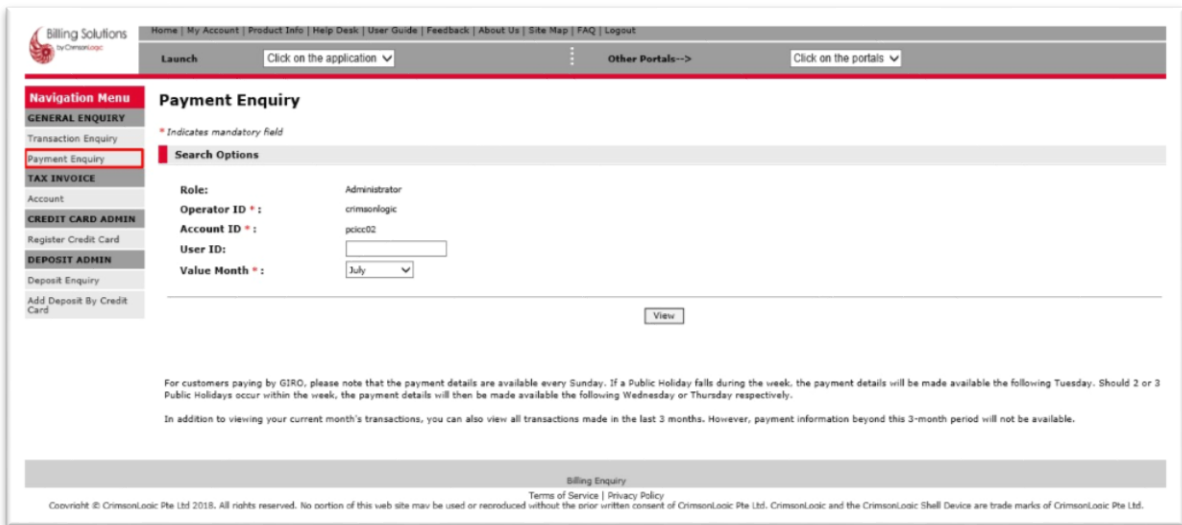 Billing Solutions
by CrimsonLogic
Home | My Account | Product Info | Help Desk | User Guide | Feedback | About Us | Site Map | FAQ | Logout
Launch Click on the application Other Portals--> Click on the portals
Navigation Menu
GENERAL ENQUIRY
Transaction Enquiry
Payment Enquiry
TAX INVOICE
Account
CREDIT CARD ADMIN
Register Credit Card
DEPOSIT ADMIN
Deposit Enquiry
Add Deposit By Credit
Card
Payment Enquiry
* Indicates mandatory field
Search Options
Role: Administrator
Operator ID * : crimsonlogic
Account ID * : pcicc02
User ID:
Value Month * : July
View
For customers paying by GIRO, please note that the payment details are available every Sunday. If a Public Holiday falls during the week, the payment details will be made available the following Tuesday. Should 2 or 3
Public Holidays occur within the week, the payment details will then be made available the following Wednesday or Thursday respectively.
In addition to viewing your current month's transactions, you can also view all transactions made in the last 3 months. However, payment information beyond this 3-month period will not be available.
Billing Enquiry
Terms of Service | Privacy Policy
Copyright © CrimsonLogic Pte Ltd 2018. All rights reserved. No portion of this web site may be used or reproduced without the prior written consent of CrimsonLogic Pte Ltd. CrimsonLogic and the CrimsonLogic Shell Device are trade marks of CrimsonLogic Pte Ltd.